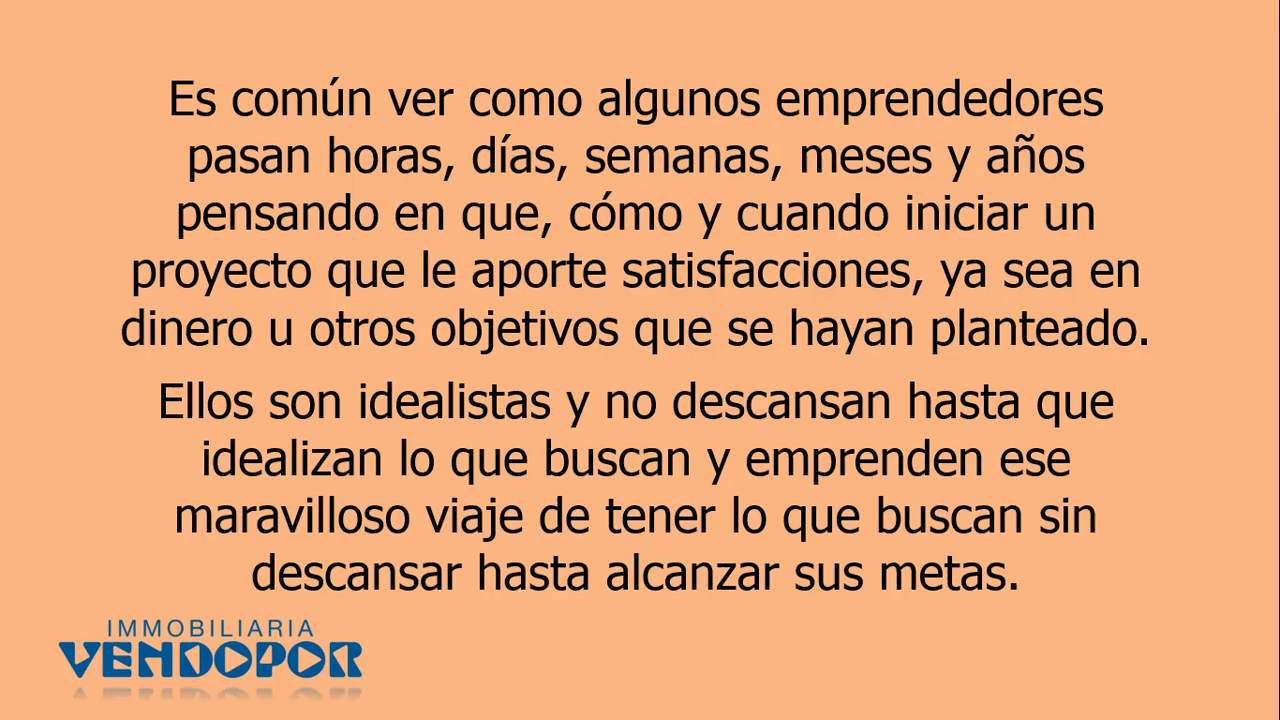 Es común ver como algunos emprendedores
pasan horas, días, semanas, meses y años
pensando en que, cómo y cuando iniciar un
proyecto que le aporte satisfacciones, ya sea en
dinero u otros objetivos que se hayan planteado.
Ellos son idealistas y no descansan hasta que
idealizan lo que buscan y emprenden ese
maravilloso viaje de tener lo que buscan sin
descansar hasta alcanzar sus metas.
IMMOBILIARIA
VENDOPOR